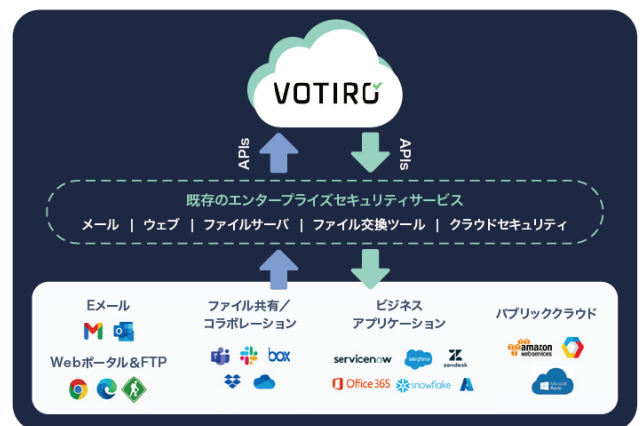 VOTIRO
APIs
APIs
既存のエンタープライズセキュリティサービス
メール | ウェブ | ファイルサーバ | ファイル交換ツール | クラウドセキュリティ
Eメール
Webポータル&FTP
ファイル共有/
コラボレーション
box
ビジネス
アプリケーション
servicenow
salesforce
zendesk
Office 365
snowflake
パブリッククラウド
amazon
webservices
Microsoft
Azure